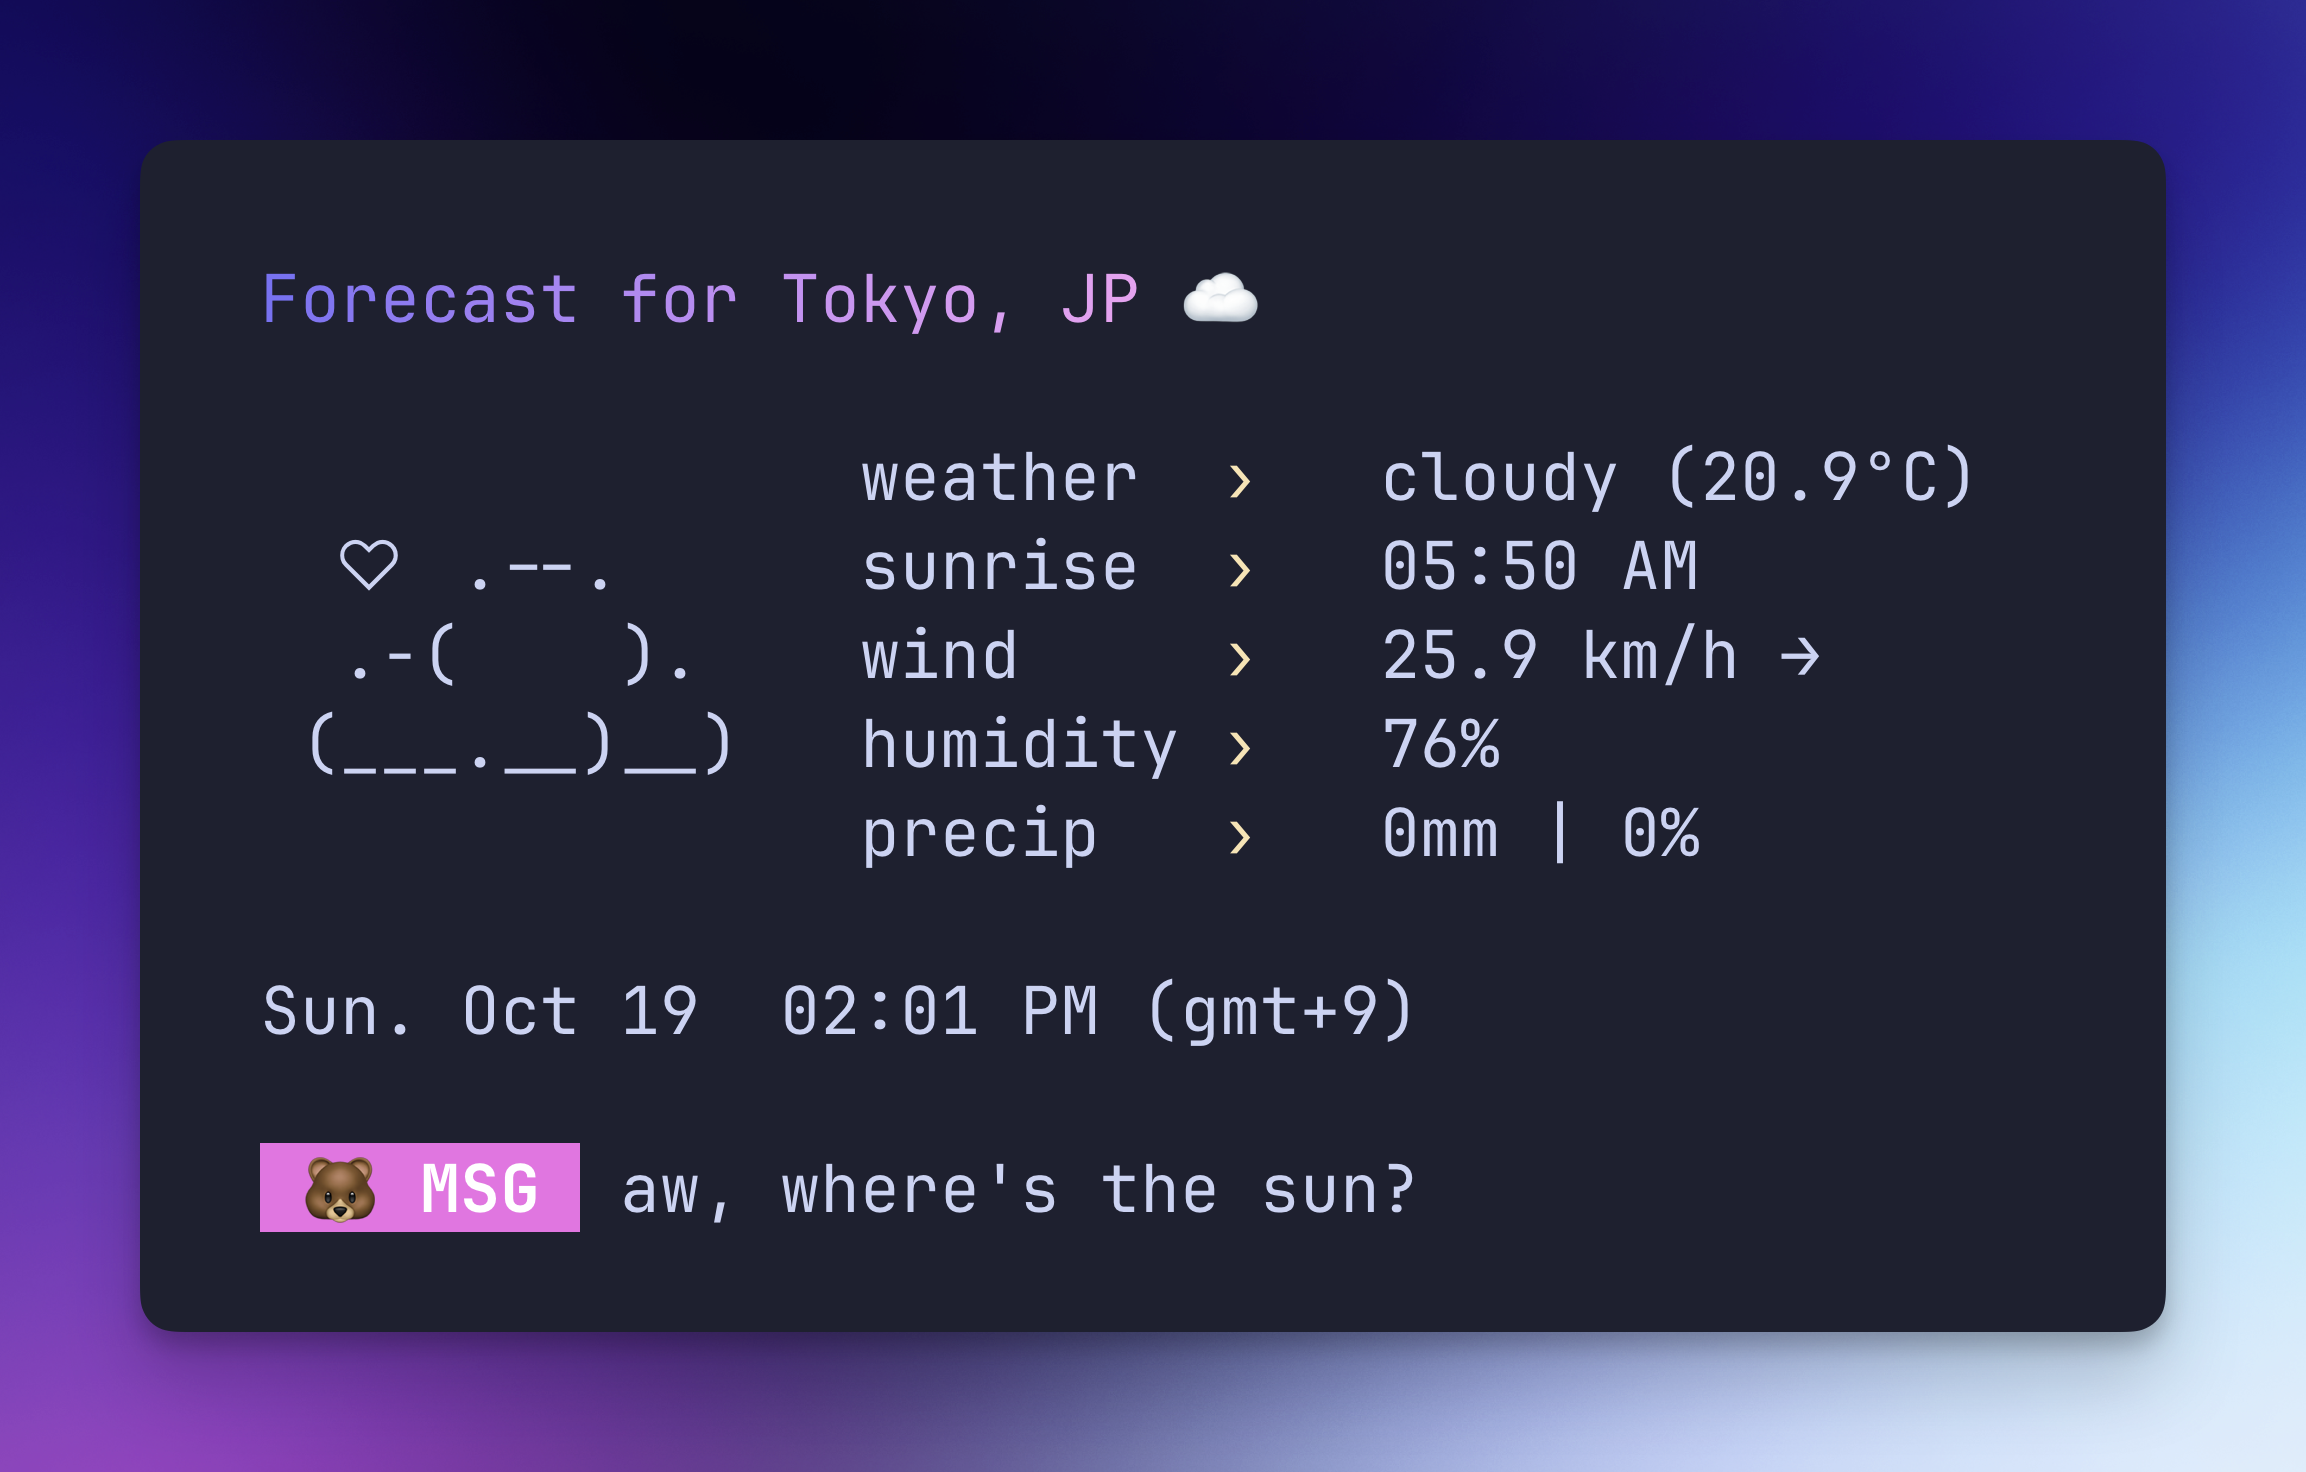 Forecast for Tokyo, JP ☁️
weather › cloudy (20.9°C)
♡ .--. sunrise › 05:50 AM
.-( ). wind › 25.9 km/h →
(___.__)__) humidity › 76%
precip › 0mm | 0%
Sun. Oct 19 02:01 PM (gmt+9)
🐻 MSG aw, where's the sun?